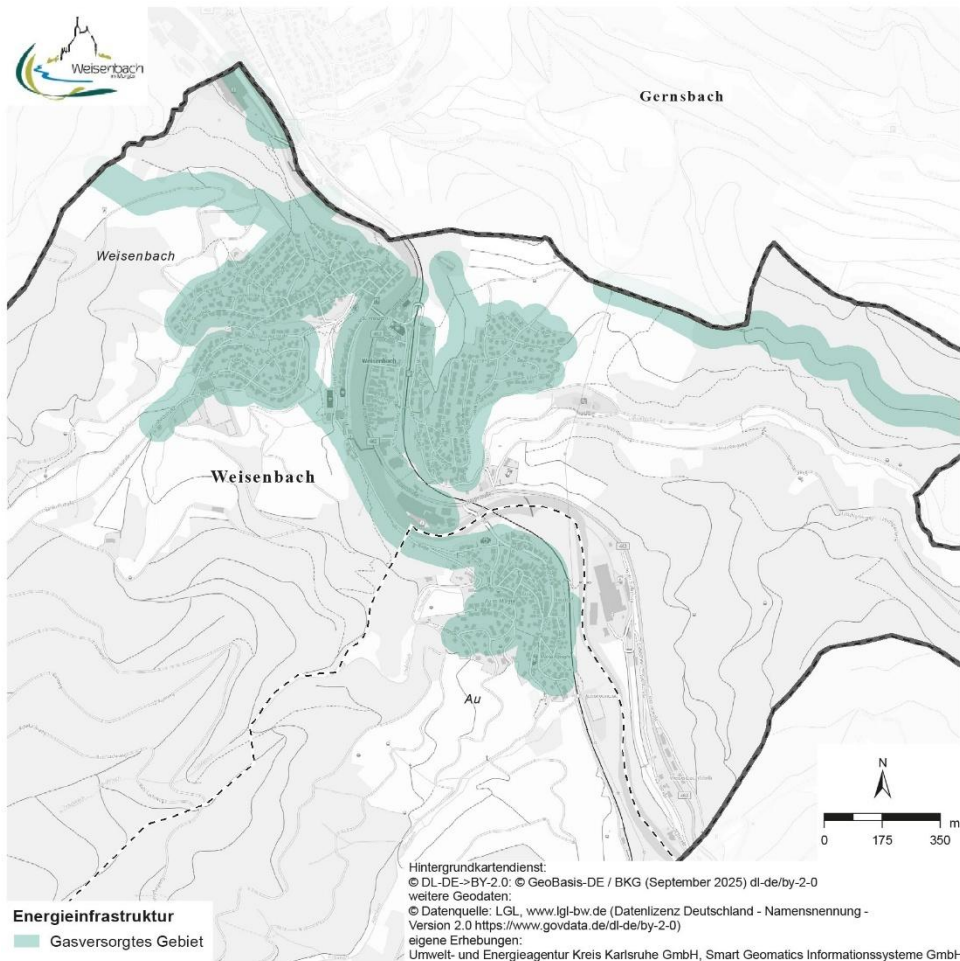 Weisenbach
im Murgtal
Gernsbach
Weisenbach
Weisenbach
Weisenbach
Au
N
0 175 350 m
Hintergrundkartendienst:
© DL-DE->BY-2.0: © GeoBasis-DE / BKG (September 2025) dl-de/by-2-0
weitere Geodaten:
© Datenquelle: LGL, www.lgl-bw.de (Datenlizenz Deutschland - Namensnennung -
Version 2.0 https://www.govdata.de/dl-de/by-2-0)
eigene Erhebungen:
Umwelt- und Energieagentur Kreis Karlsruhe GmbH, Smart Geomatics Informationssysteme GmbH
Energieinfrastruktur
Gasversorgtes Gebiet